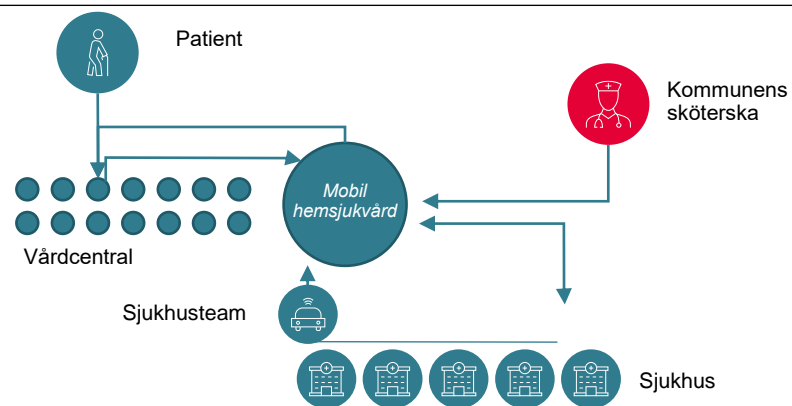 Patient
Kommunens
sköterska
Mobil
hemsjukvård
Vårdcentral
Sjukhusteam
Sjukhus